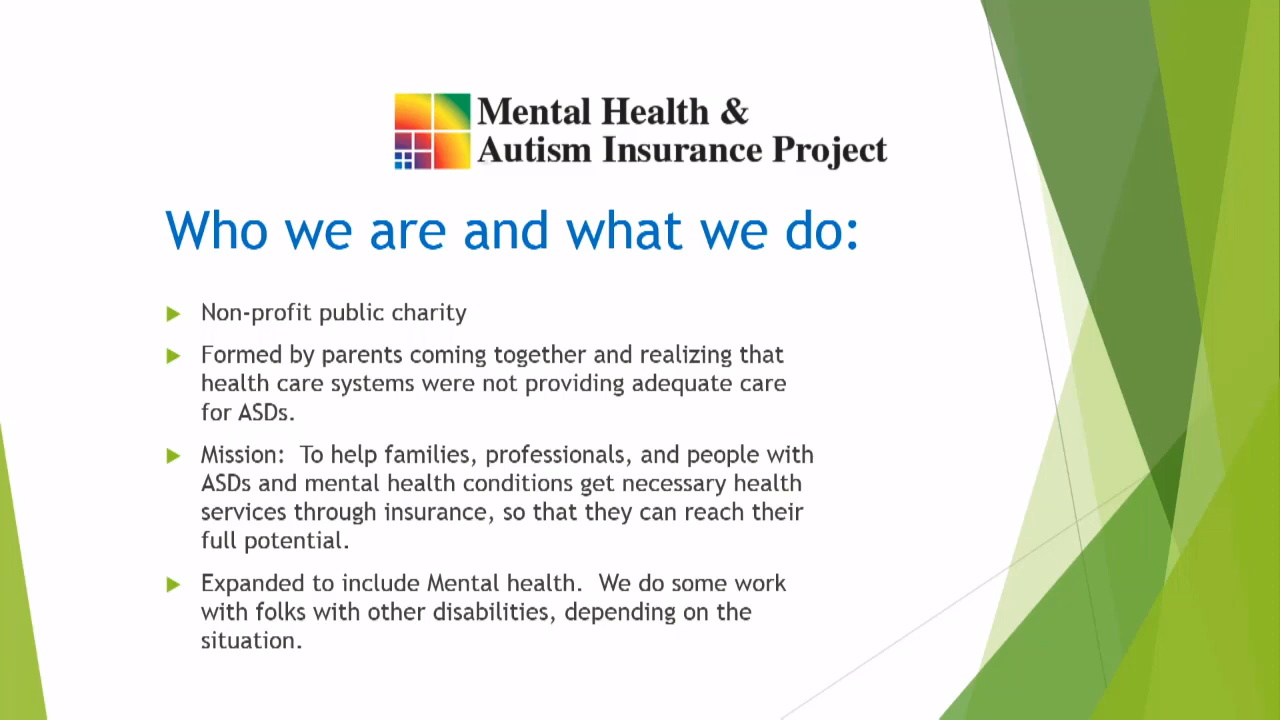 Mental Health &
Autism Insurance Project
Who we are and what we do:
Non-profit public charity
Formed by parents coming together and realizing that
health care systems were not providing adequate care
for ASDs.
Mission:  To help families, professionals, and people with
ASDs and mental health conditions get necessary health
services through insurance, so that they can reach their
full potential.
Expanded to include Mental health.  We do some work
with folks with other disabilities, depending on the
situation.